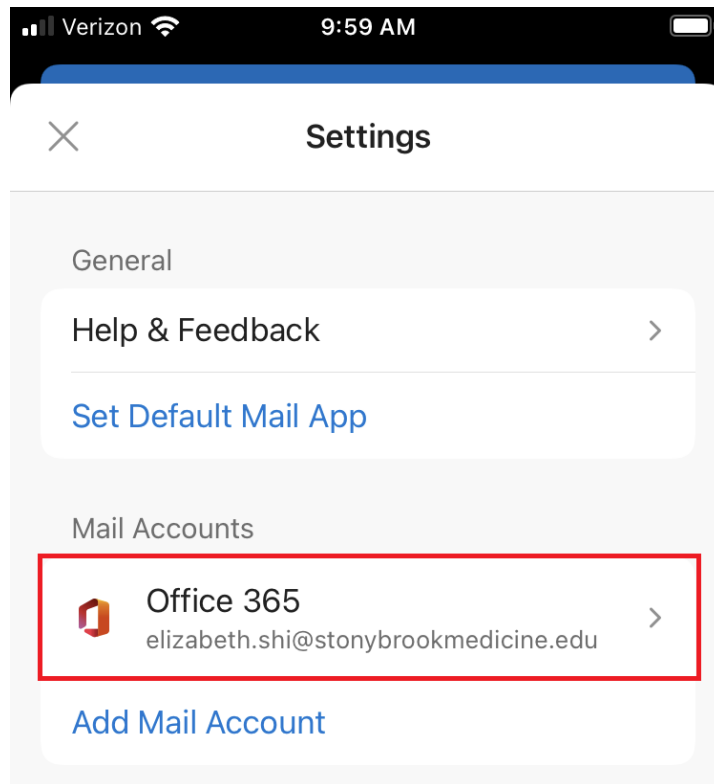 Verizon 9:59 AM
Settings
General
Help & Feedback
Set Default Mail App
Mail Accounts
Office 365
elizabeth.shi@stonybrookmedicine.edu
Add Mail Account